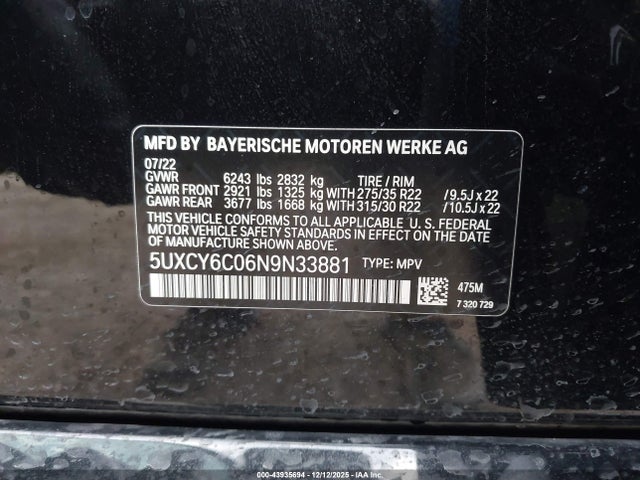 MFD BY BAYERISCHE MOTOREN WERKE AG
07/22
GVWR 6243 lbs 2832 kg TIRE / RIM
GAWR FRONT 2921 lbs 1325 kg WITH 275/35 R22 / 9.5J x 22
GAWR REAR 3677 lbs 1668 kg WITH 315/30 R22 / 10.5J x 22
THIS VEHICLE CONFORMS TO ALL APPLICABLE U. S. FEDERAL
MOTOR VEHICLE SAFETY STANDARDS IN EFFECT ON THE
DATE OF MANUFACTURE SHOWN ABOVE.
5UXCY6C06N9N33881 TYPE: MPV
475M
7 320 729
000-43935694 - 12/12/2025 - IAA Inc.